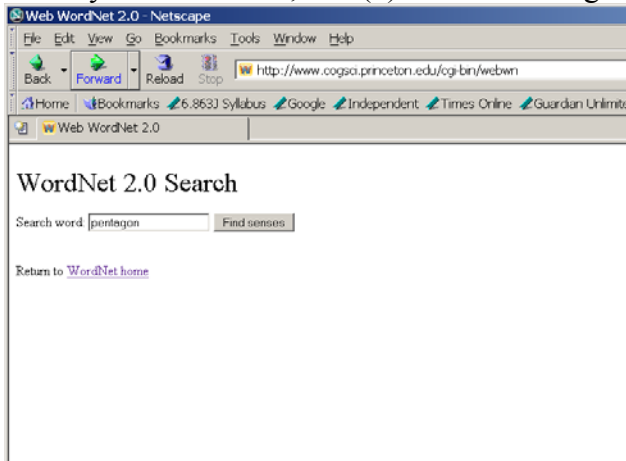 Web WordNet 2.0 - Netscape
File Edit View Go Bookmarks Tools Window Help
Back Forward Reload Stop http://www.cogsci.princeton.edu/cgi-bin/webwn
Home Bookmarks 6.863J Syllabus Google Independent Times Online Guardian
Web WordNet 2.0
WordNet 2.0 Search
Search word: pentagon Find senses
Return to WordNet home